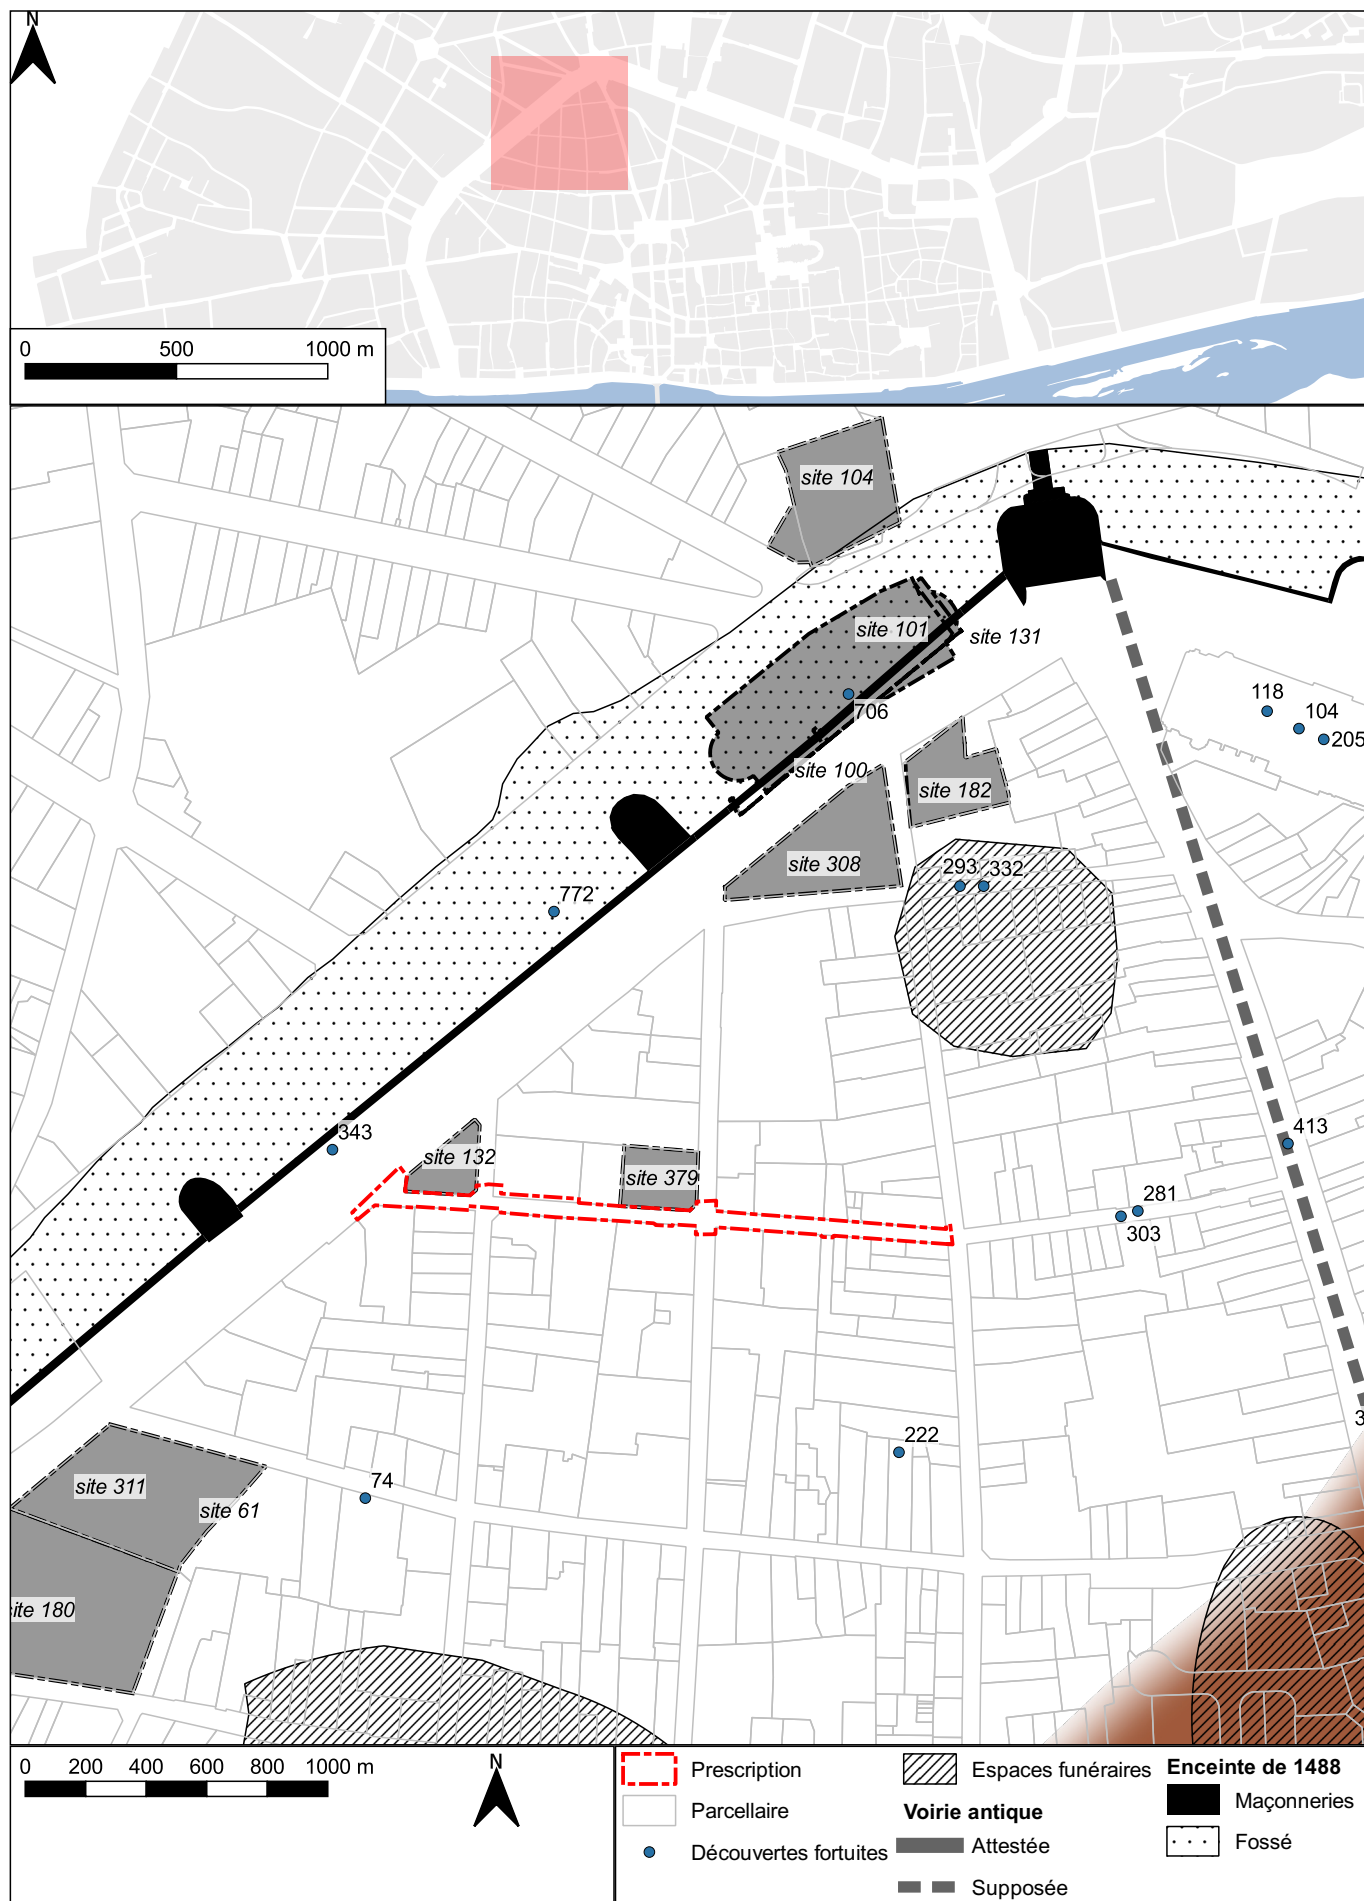 N
0 500 1000 m
site 104
site 101
site 131
118
104
205
706
site 100
site 182
site 308
293 332
772
343
413
site 132
site 379
281
303
222
3
site 311
74
site 61
site 180
0 200 400 600 800 1000 m
N
Prescription
Parcellaire
Découvertes fortuites
Espaces funéraires
Voirie antique
Attestée
Supposée
Enceinte de 1488
Maçonneries
Fossé